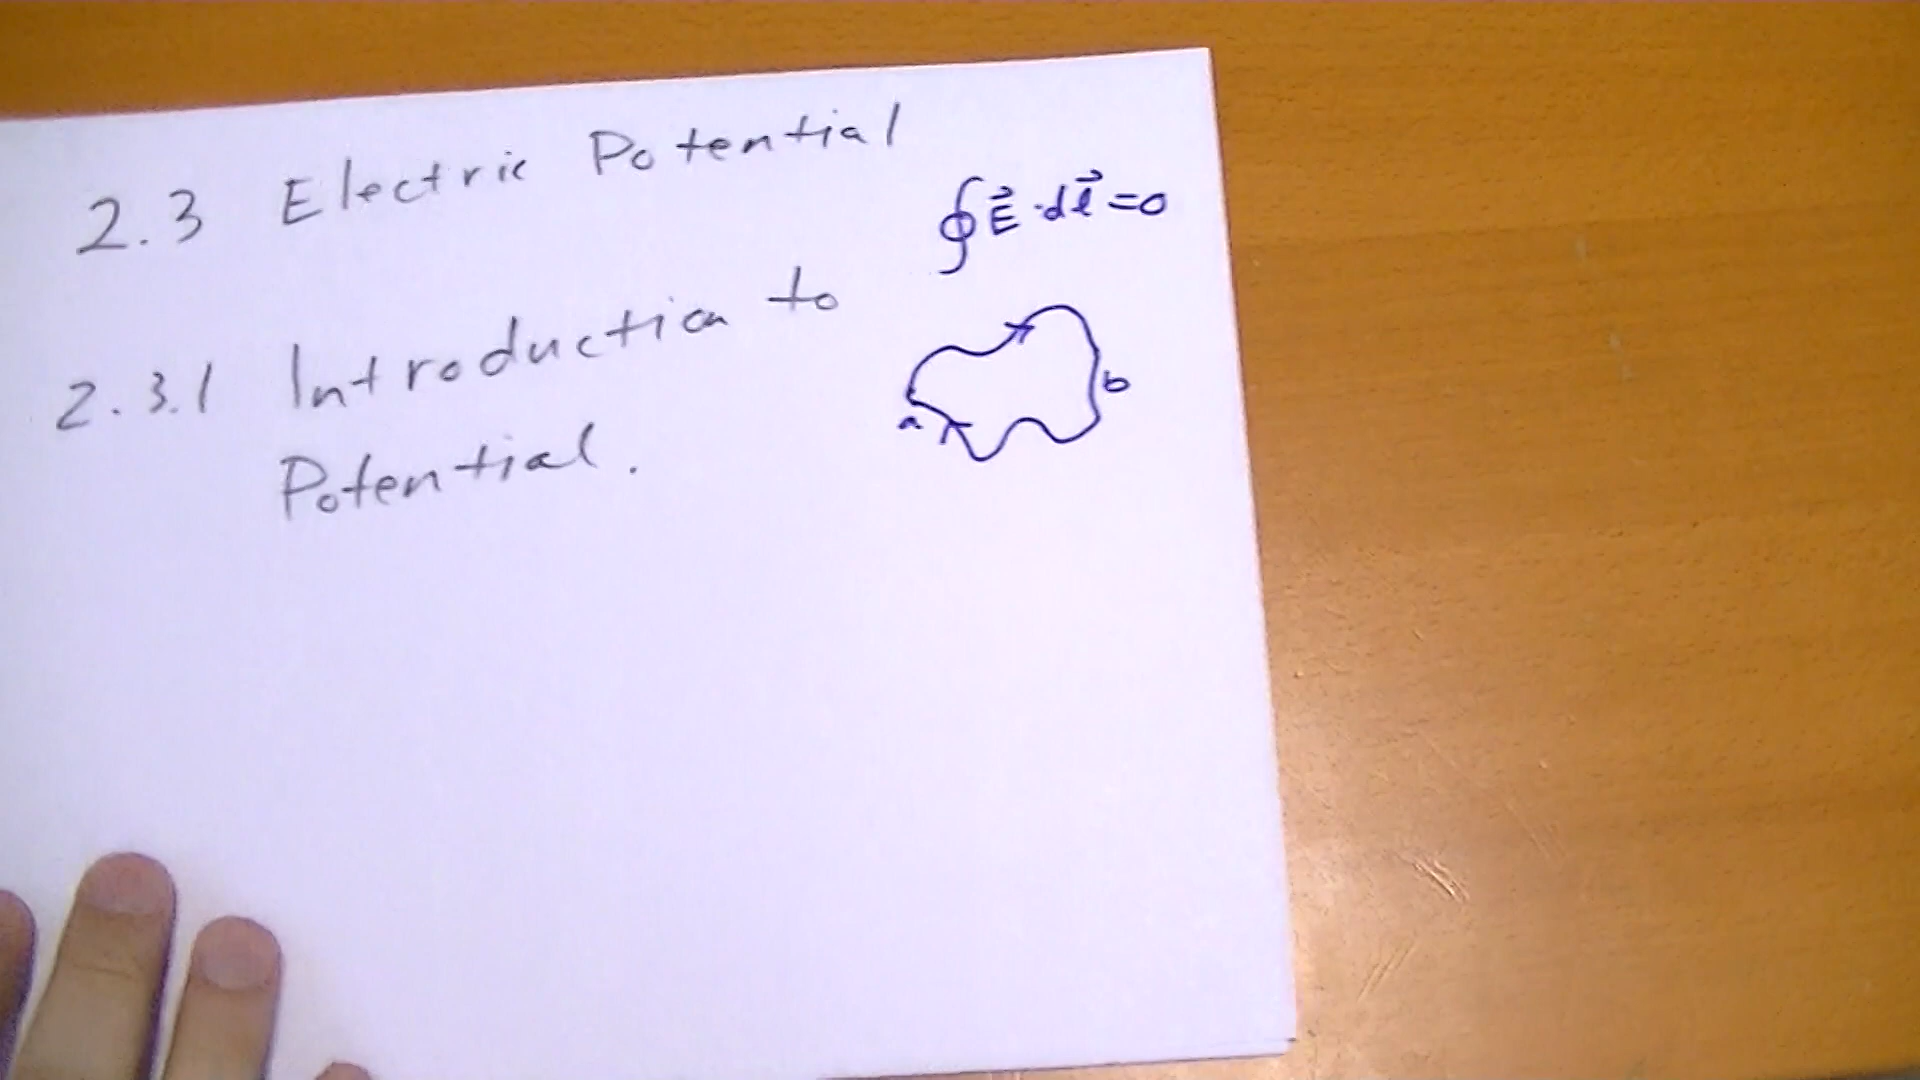 2.3 Electric Potential
∮E⃗·dl⃗=0
2.3.1 Introduction to
Potential.
a
b